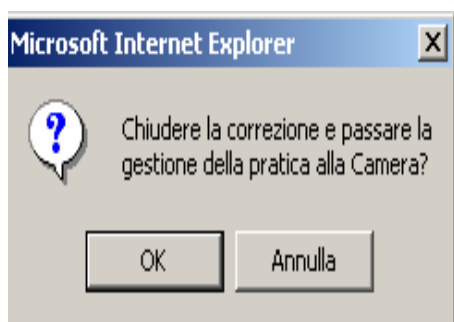 Microsoft Internet Explorer
X
?
Chiudere la correzione e passare la
gestione della pratica alla Camera?
OK
Annulla